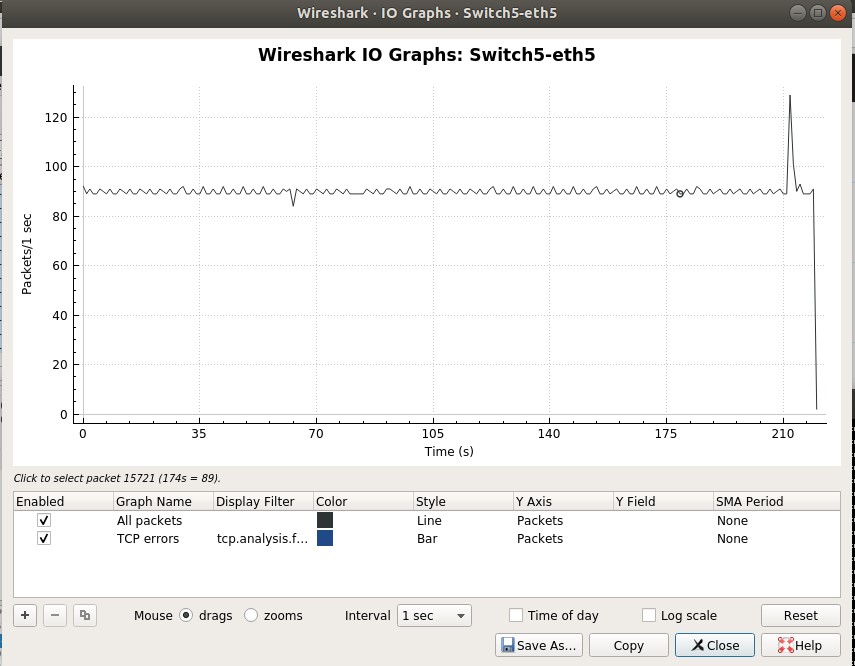 Wireshark · IO Graphs · Switch5-eth5
Wireshark IO Graphs: Switch5-eth5
120
100
80
60
40
20
0
Packets/1 sec
0 35 70 105 140 175 210
Time (s)
Click to select packet 15721 (174s = 89).
Enabled Graph Name Display Filter Color Style Y Axis Y Field SMA Period
All packets Line Packets None
TCP errors tcp.analysis.f... Bar Packets None
+ − Mouse drags zooms Interval 1 sec Time of day Log scale Reset
Save As... Copy Close Help